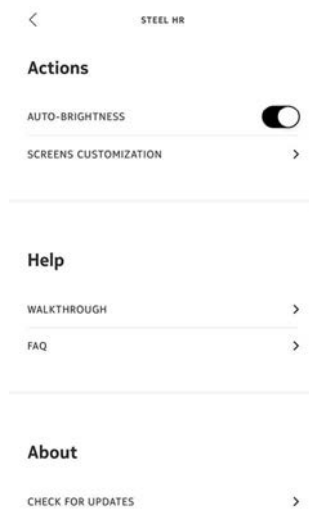 STEEL HR
Actions
AUTO-BRIGHTNESS
SCREENS CUSTOMIZATION
Help
WALKTHROUGH
FAQ
About
CHECK FOR UPDATES